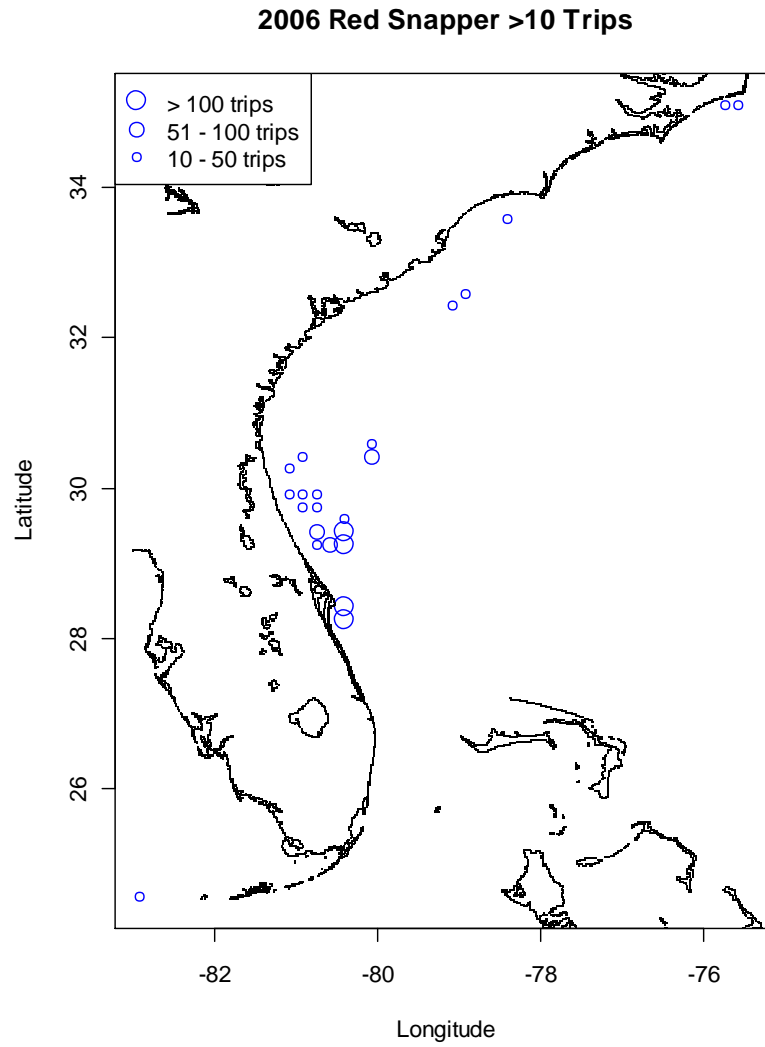 2006 Red Snapper >10 Trips
> 100 trips
51 - 100 trips
10 - 50 trips
34
32
30
28
26
Latitude
-82 -80 -78 -76
Longitude